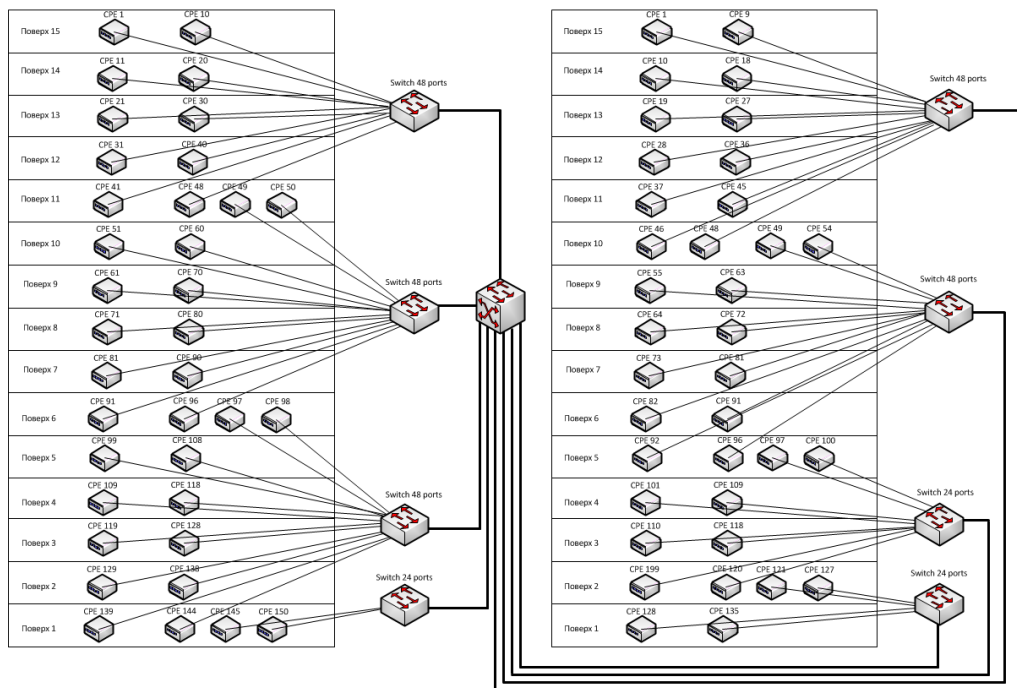 CPE 1 CPE 10
Поверх 15
CPE 11 CPE 20
Поверх 14
Switch 48 ports
CPE 21 CPE 30
Поверх 13
CPE 31 CPE 40
Поверх 12
CPE 41 CPE 48 CPE 49 CPE 50
Поверх 11
CPE 51 CPE 60
Поверх 10
CPE 61 CPE 70
Поверх 9
Switch 48 ports
CPE 71 CPE 80
Поверх 8
CPE 81 CPE 90
Поверх 7
CPE 91 CPE 96 CPE 97 CPE 98
Поверх 6
CPE 99 CPE 108
Поверх 5
CPE 109 CPE 118
Поверх 4
Switch 48 ports
CPE 119 CPE 128
Поверх 3
CPE 129 CPE 138
Поверх 2
Switch 24 ports
CPE 139 CPE 144 CPE 145 CPE 150
Поверх 1
CPE 1 CPE 9
Поверх 15
CPE 10 CPE 18
Поверх 14
Switch 48 ports
CPE 19 CPE 27
Поверх 13
CPE 28 CPE 36
Поверх 12
CPE 37 CPE 45
Поверх 11
CPE 46 CPE 48 CPE 49 CPE 54
Поверх 10
CPE 55 CPE 63
Поверх 9
Switch 48 ports
CPE 64 CPE 72
Поверх 8
CPE 73 CPE 81
Поверх 7
CPE 82 CPE 91
Поверх 6
CPE 92 CPE 96 CPE 97 CPE 100
Поверх 5
CPE 101 CPE 109
Поверх 4
Switch 24 ports
CPE 110 CPE 118
Поверх 3
CPE 199 CPE 120 CPE 121 CPE 127
Поверх 2
Switch 24 ports
CPE 128 CPE 135
Поверх 1